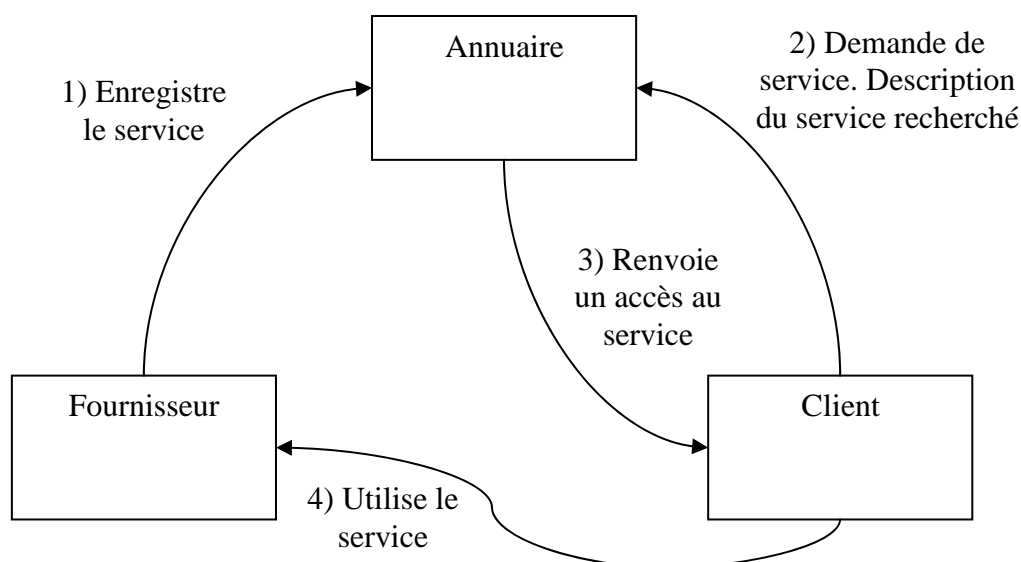 Annuaire
1) Enregistre
le service
2) Demande de
service. Description
du service recherché
3) Renvoie
un accès au
service
Fournisseur
Client
4) Utilise le
service